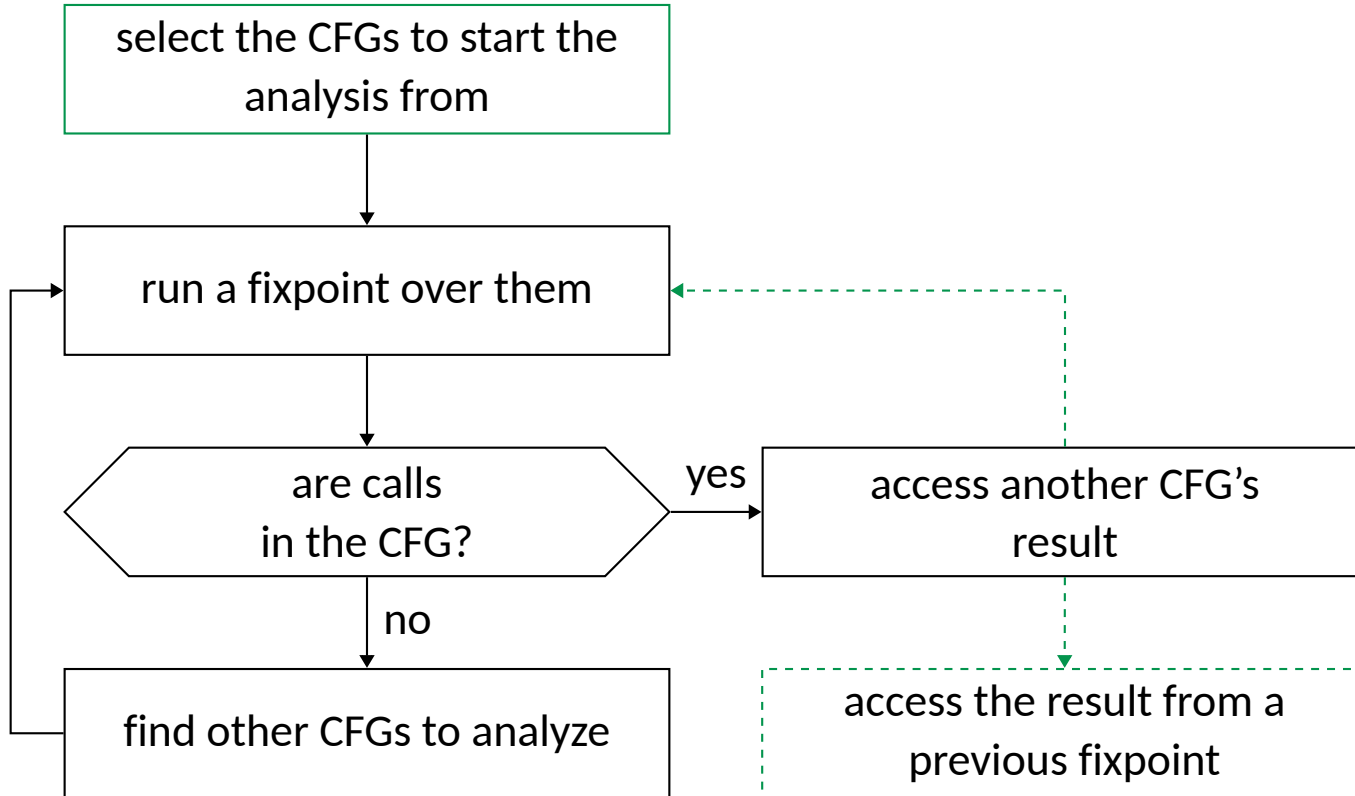 select the CFGs to start the
analysis from
run a fixpoint over them
are calls
in the CFG?
yes
access another CFG’s
result
no
find other CFGs to analyze
access the result from a
previous fixpoint